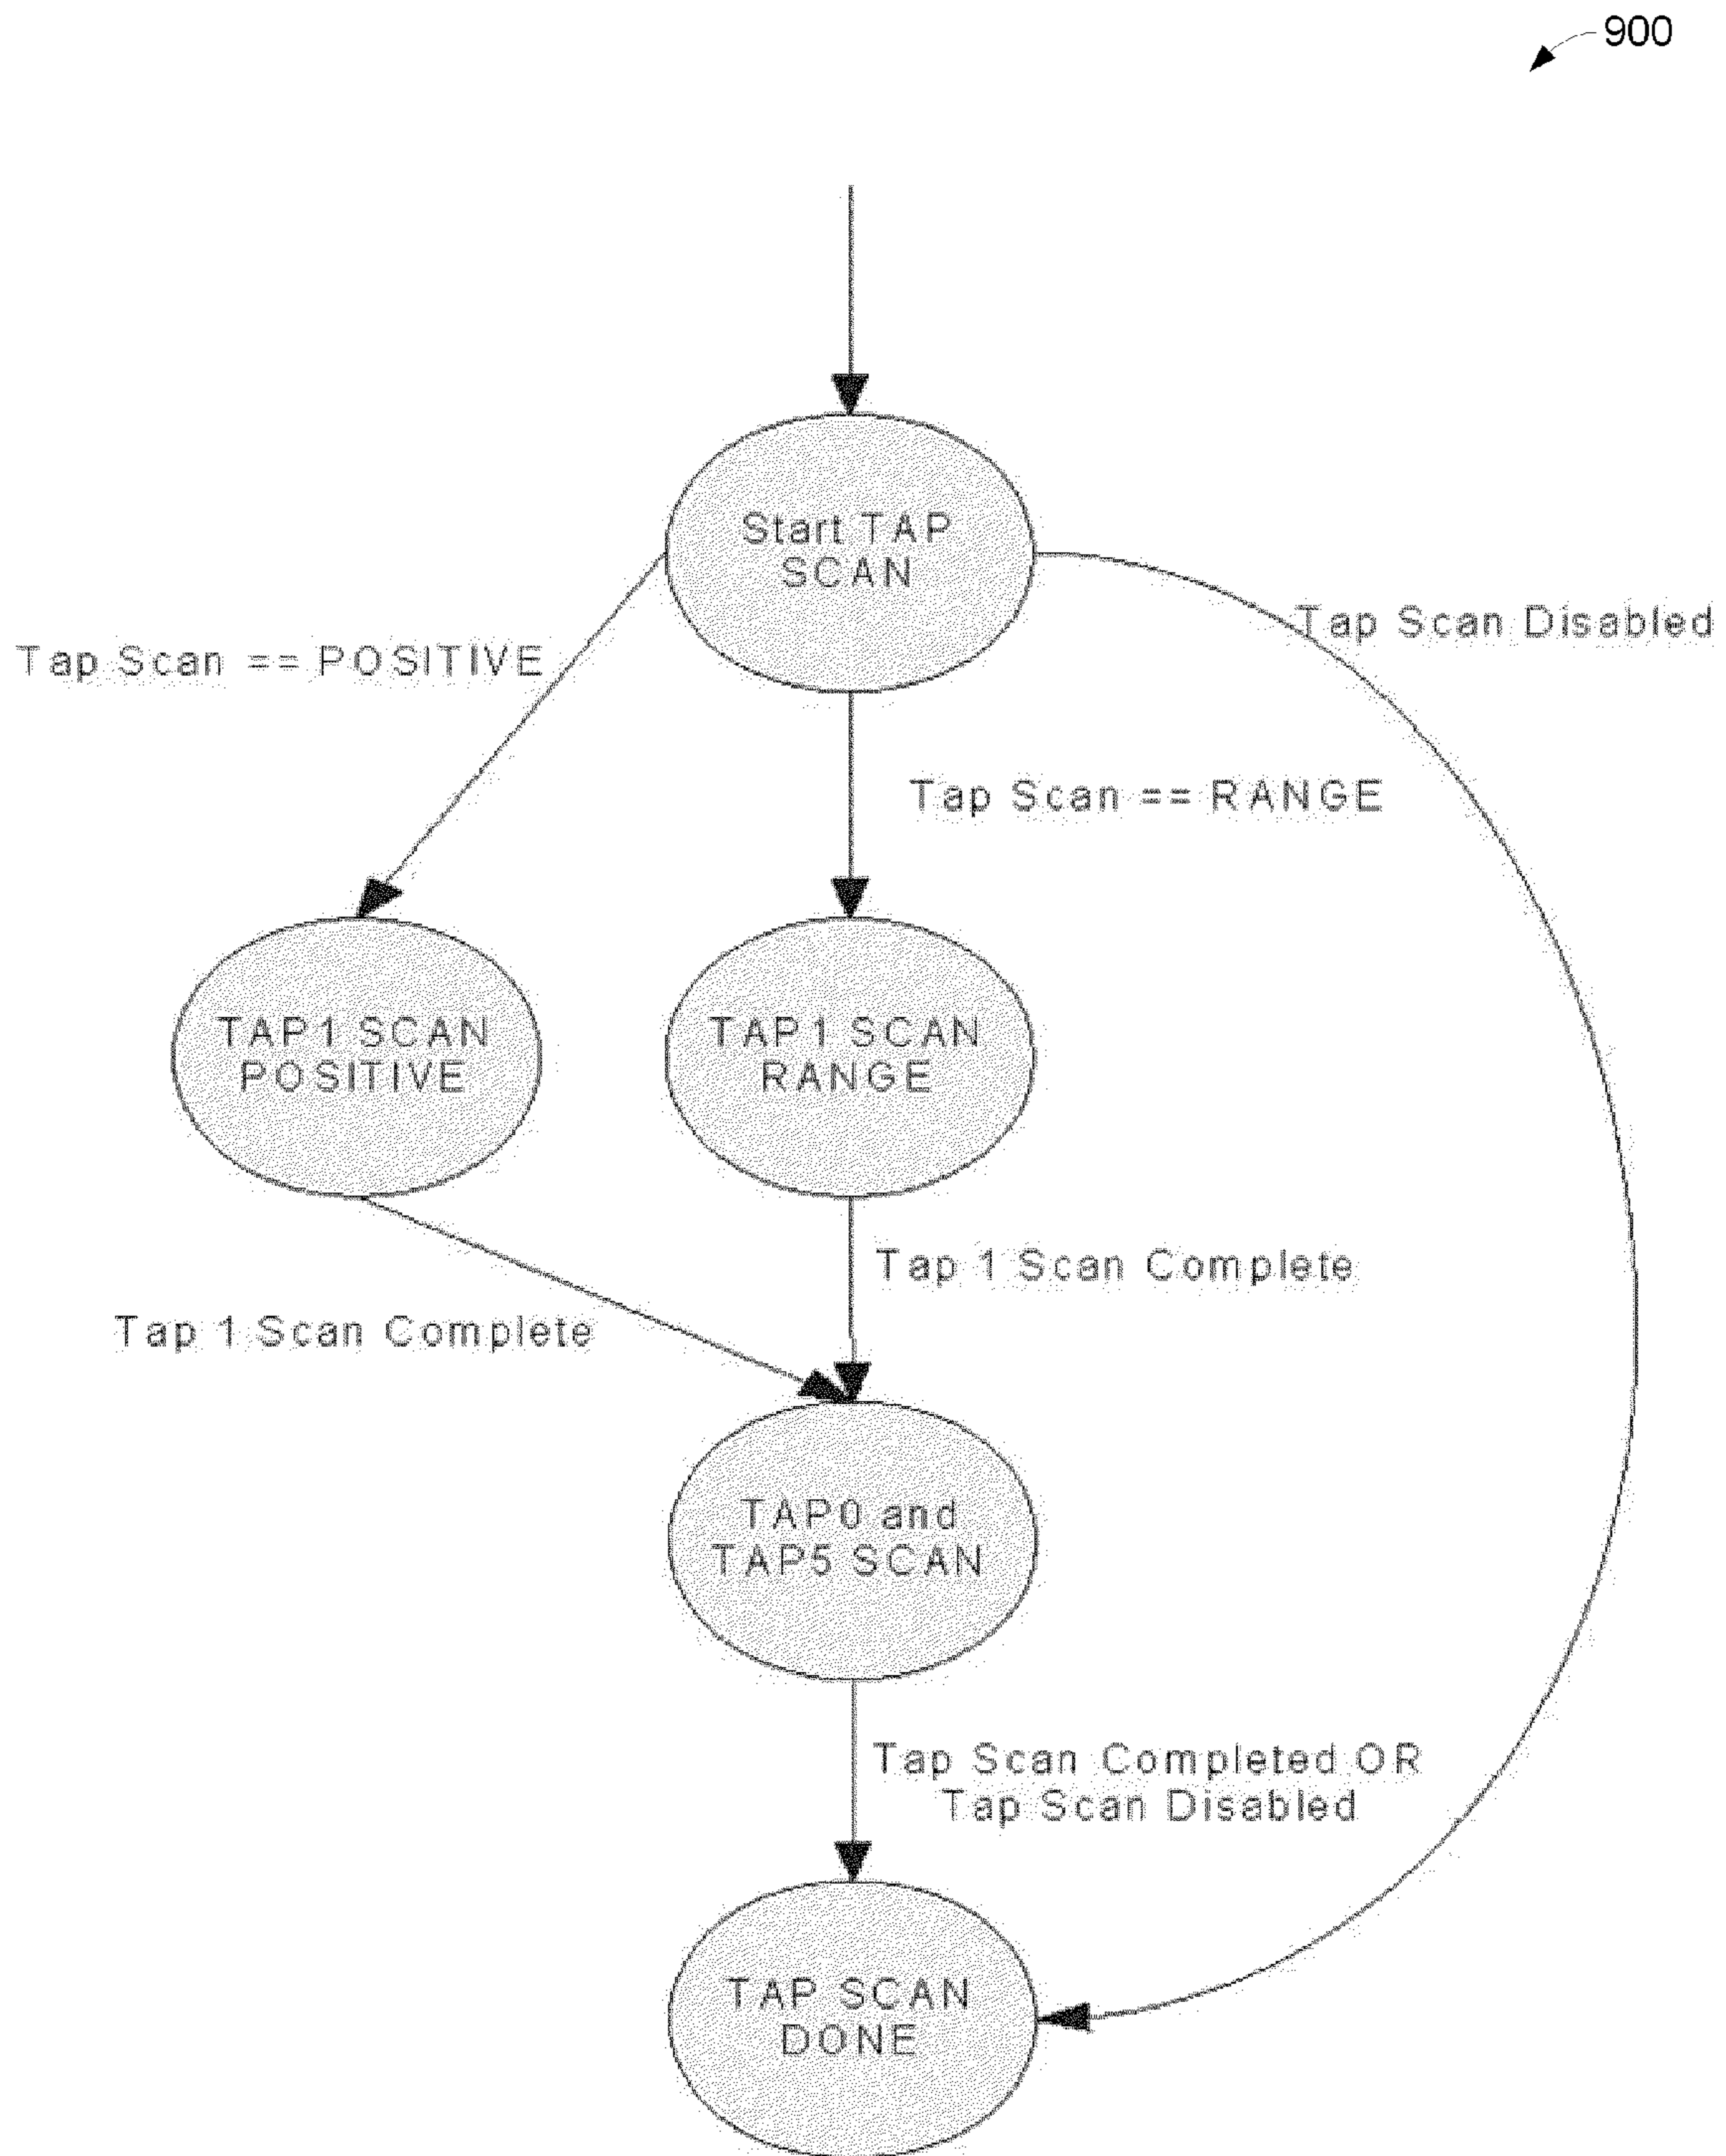 900
Start TAP
SCAN
Tap Scan Disabled
Tap Scan == POSITIVE
Tap Scan == RANGE
TAP1 SCAN
POSITIVE
TAP1 SCAN
RANGE
Tap 1 Scan Complete
Tap 1 Scan Complete
TAP0 and
TAP5 SCAN
Tap Scan Completed OR
Tap Scan Disabled
TAP SCAN
DONE